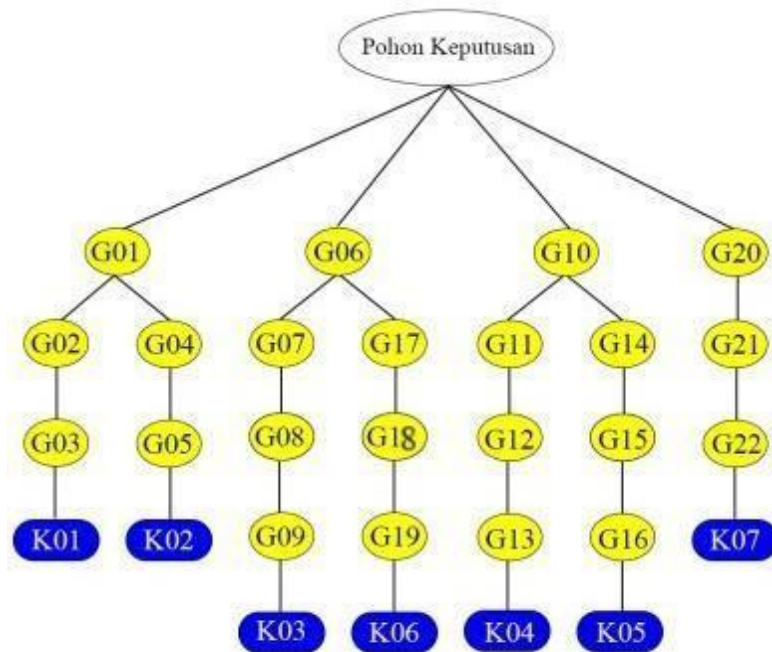 Pohon Keputusan
G01 G06 G10 G20
G02 G04 G07 G17 G11 G14 G21
G03 G05 G08 G18 G12 G15 G22
K01 K02 G09 G19 G13 G16 K07
K03 K06 K04 K05